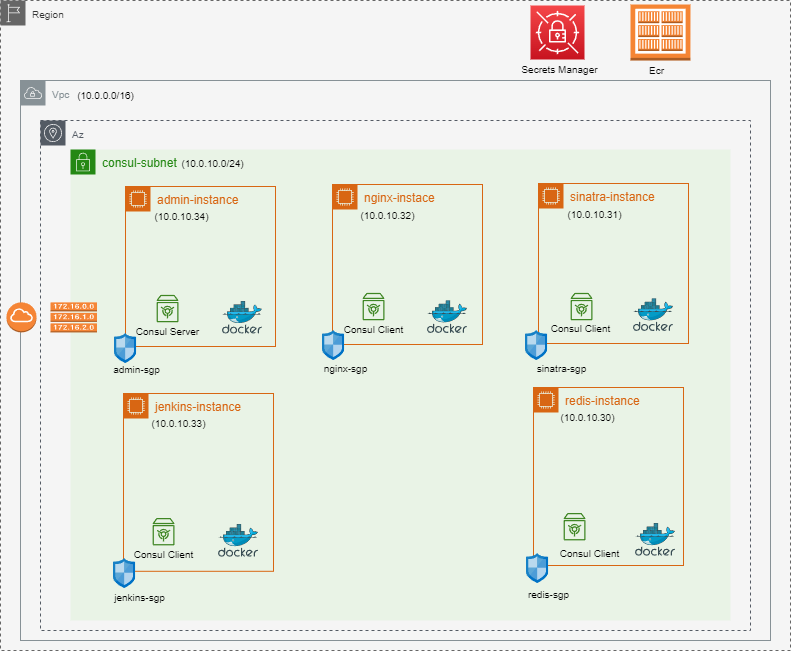 Region
Secrets Manager
Ecr
Vpc (10.0.0.0/16)
Az
consul-subnet (10.0.10.0/24)
admin-instance
(10.0.10.34)
Consul Server
docker
admin-sgp
nginx-instace
(10.0.10.32)
Consul Client
docker
nginx-sgp
sinatra-instance
(10.0.10.31)
Consul Client
docker
sinatra-sgp
172.16.0.0
172.16.1.0
172.16.2.0
jenkins-instance
(10.0.10.33)
Consul Client
docker
jenkins-sgp
redis-instance
(10.0.10.30)
Consul Client
docker
redis-sgp